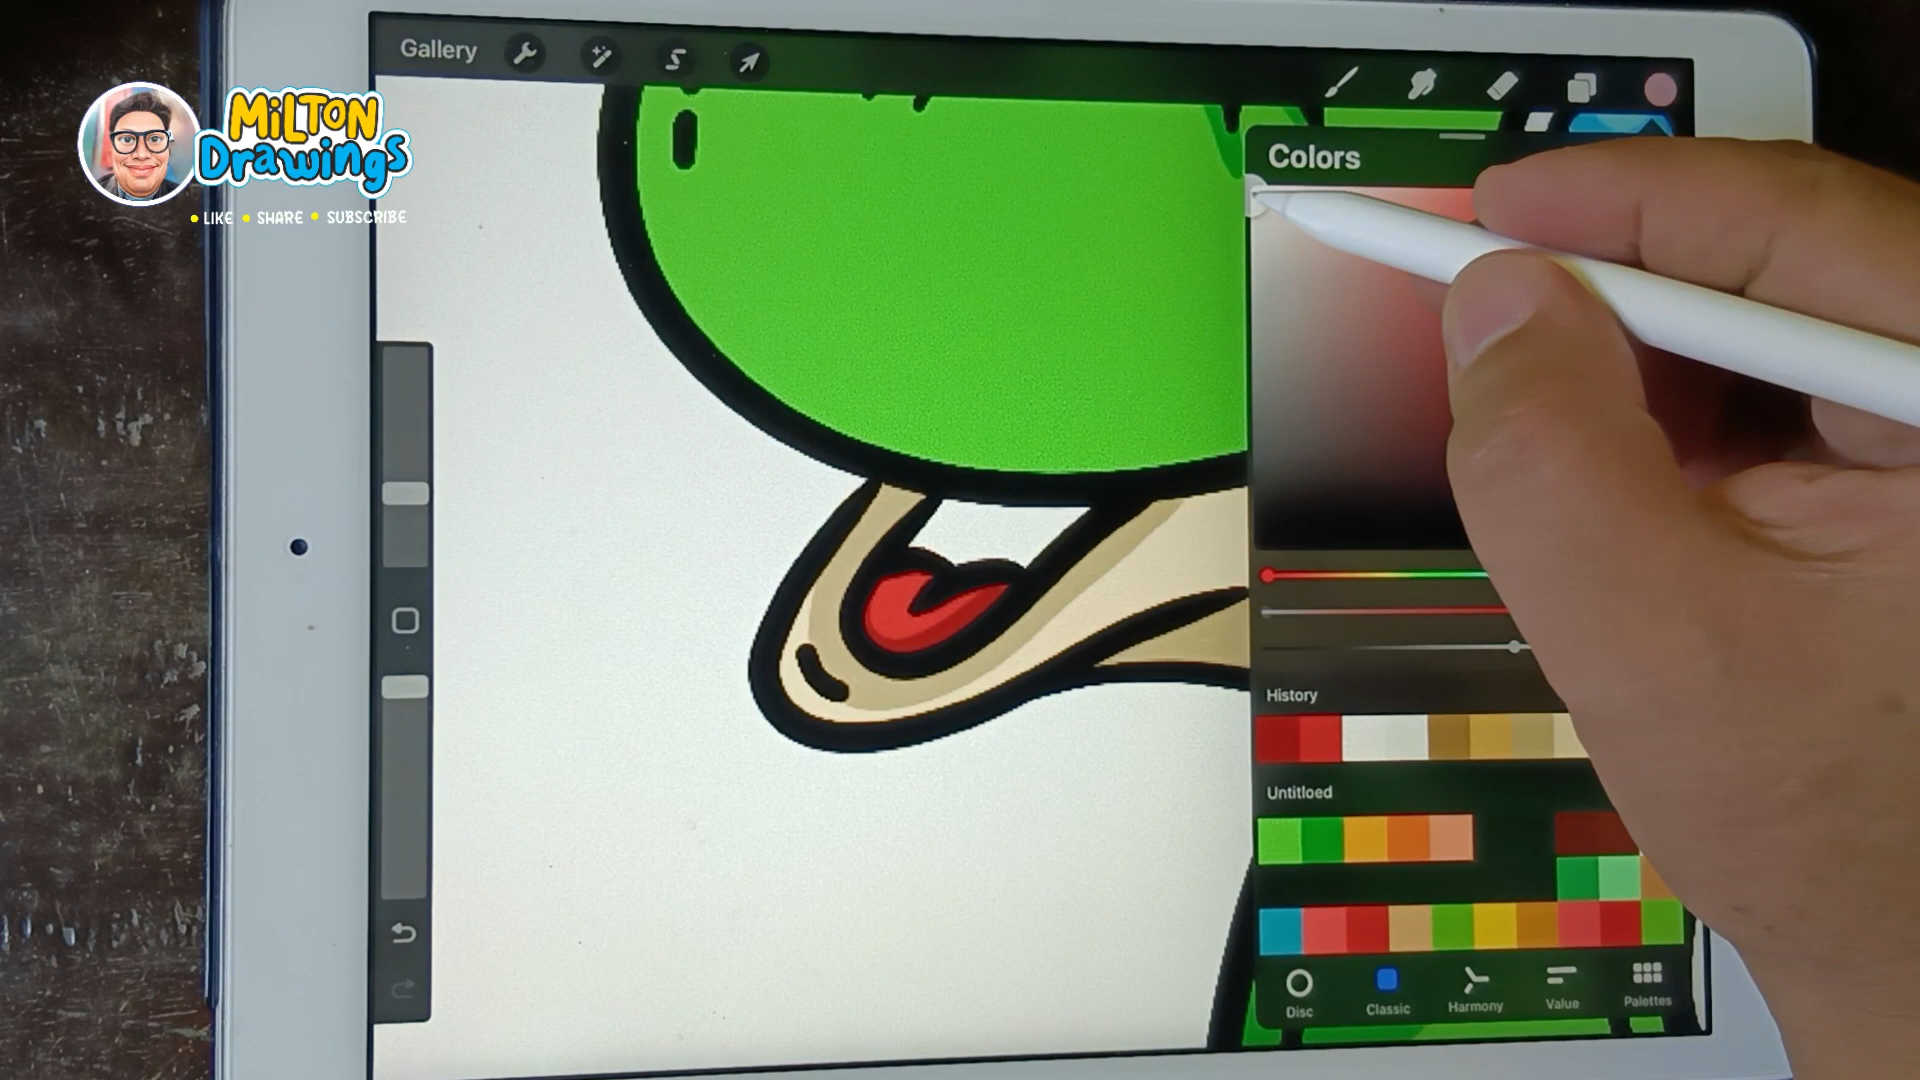 Gallery
MiLTON
Drawings
• LIKE • SHARE • SUBSCRIBE
Colors
History
Untitloed
Disc
Classic
Harmony
Value
Palettes